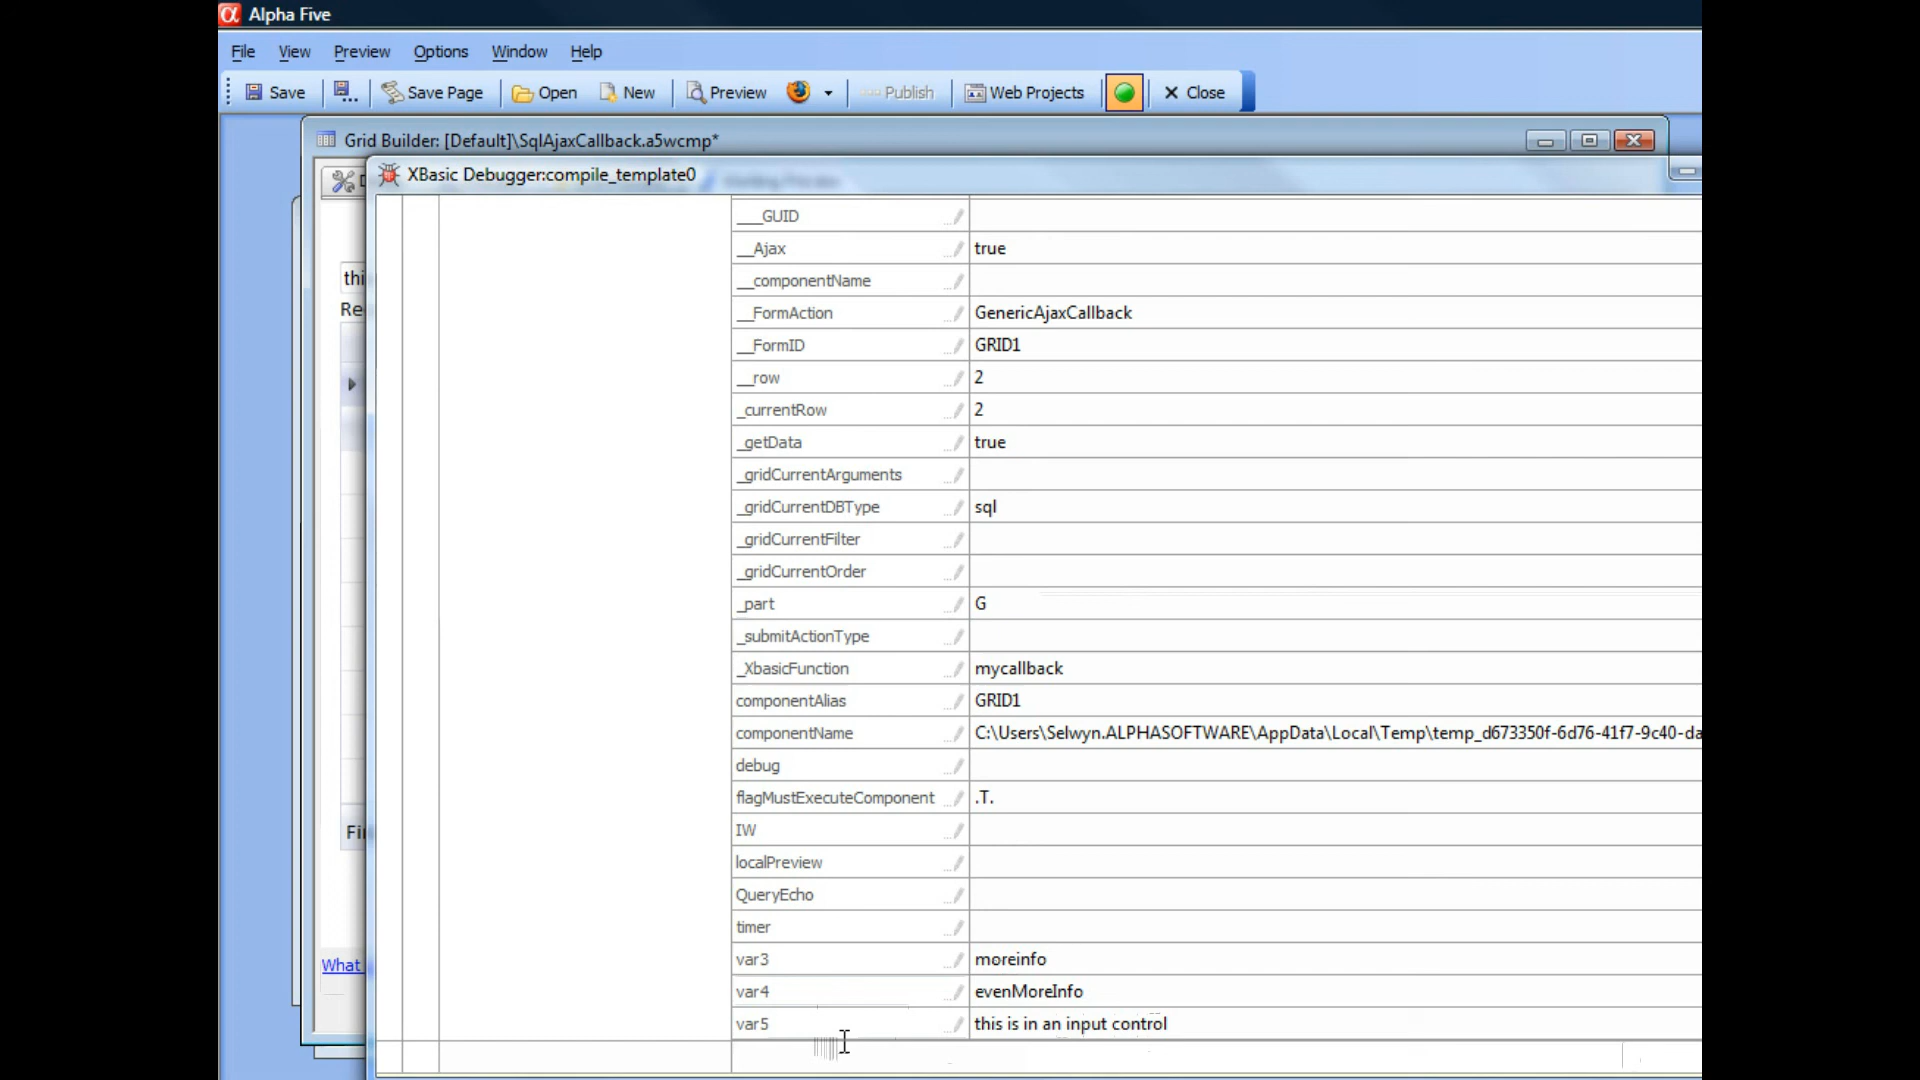 Alpha Five
File View Preview Options Window Help
Save Save Page Open New Preview Publish Web Projects Close
Grid Builder: [Default]\SqlAjaxCallback.a5wcmp*
XBasic Debugger:compile_template0
___GUID
__Ajax true
thi
__componentName
Re
__FormAction GenericAjaxCallback
__FormID GRID1
__row 2
_currentRow 2
_getData true
_gridCurrentArguments
_gridCurrentDBType sql
_gridCurrentFilter
_gridCurrentOrder
_part G
_submitActionType
_XbasicFunction mycallback
componentAlias GRID1
componentName C:\Users\Selwyn.ALPHASOFTWARE\AppData\Local\Temp\temp_d673350f-6d76-41f7-9c40-da
debug
flagMustExecuteComponent .T.
IW
Fi
localPreview
QueryEcho
timer
var3 moreinfo
What
var4 evenMoreInfo
var5 this is in an input control